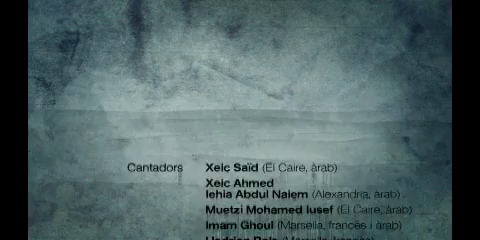 Cantadors Xeic Saïd (El Caire, àrab)
Xeic Ahmed
Iehia Abdul Naiem (Alexandria, àrab)
Muetzi Mohamed Iusef (El Caire, àrab)
Imam Ghoul (Marsella, francès i àrab)